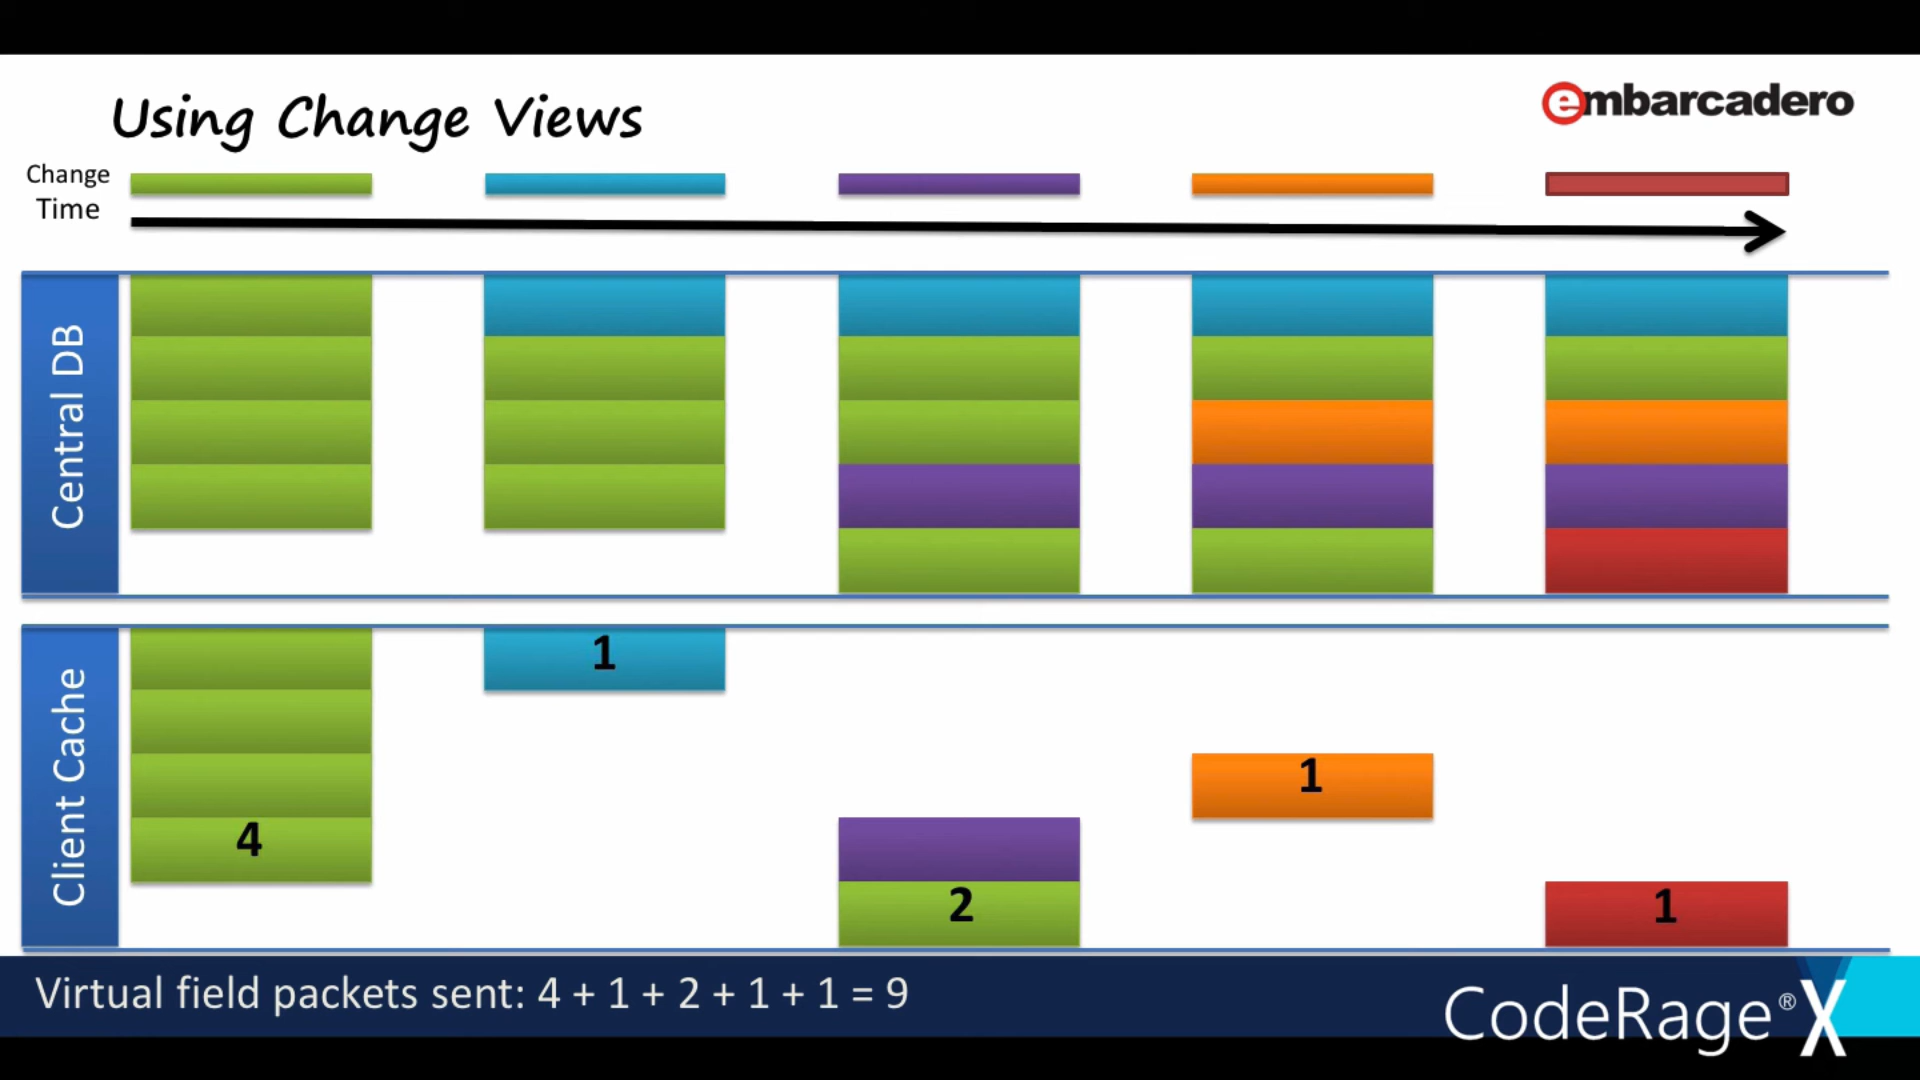 Using Change Views
embarcadero
Change
Time
Central DB
Client Cache
1
1
4
2
1
Virtual field packets sent: 4 + 1 + 2 + 1 + 1 = 9
CodeRage® X